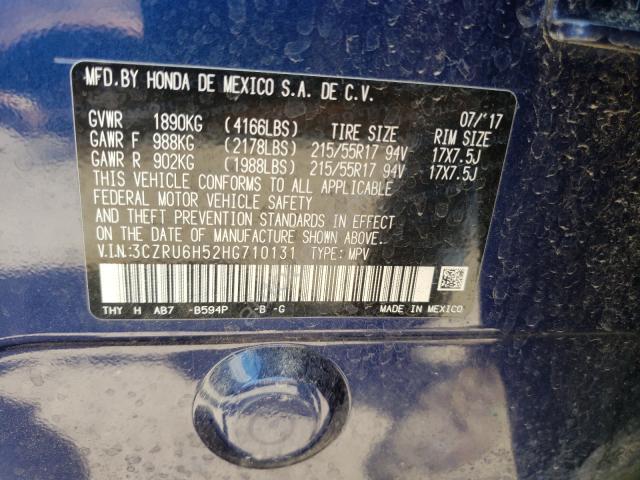 MFD.BY HONDA DE MEXICO S.A. DE C.V.
07/'17
GVWR 1890KG (4166LBS) TIRE SIZE RIM SIZE
GAWR F 988KG (2178LBS) 215/55R17 94V 17X7.5J
GAWR R 902KG (1988LBS) 215/55R17 94V 17X7.5J
THIS VEHICLE CONFORMS TO ALL APPLICABLE
FEDERAL MOTOR VEHICLE SAFETY
AND THEFT PREVENTION STANDARDS IN EFFECT
ON THE DATE OF MANUFACTURE SHOWN ABOVE.
V.I.N:3CZRU6H52HG710131 TYPE: MPV
THY H AB7 -B594P -B -G MADE IN MEXICO